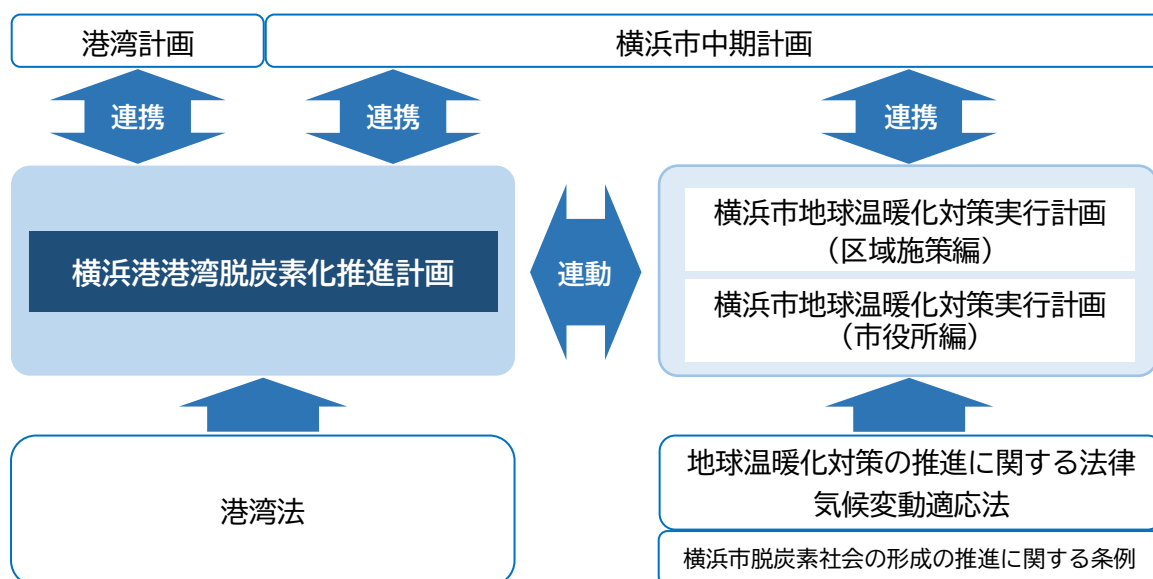 港湾計画
横浜市中期計画
連携
連携
連携
横浜港港湾脱炭素化推進計画
連動
横浜市地球温暖化対策実行計画
（区域施策編）
横浜市地球温暖化対策実行計画
（市役所編）
港湾法
地球温暖化対策の推進に関する法律
気候変動適応法
横浜市脱炭素社会の形成の推進に関する条例